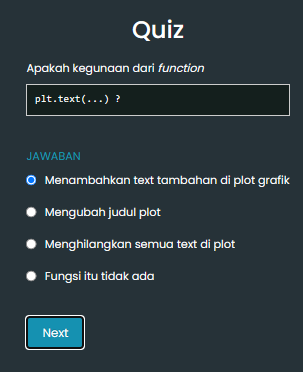 Quiz
Apakah kegunaan dari function
plt.text(...) ?
JAWABAN
Menambahkan text tambahan di plot grafik
Mengubah judul plot
Menghilangkan semua text di plot
Fungsi itu tidak ada
Next